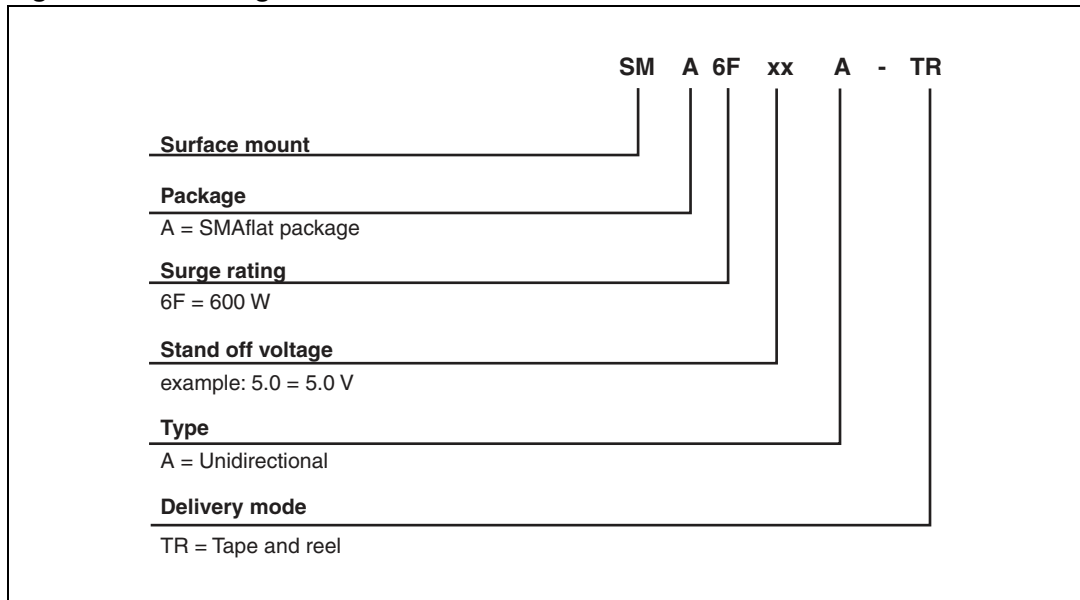 SM A 6F xx A - TR
Surface mount
Package
A = SMAflat package
Surge rating
6F = 600 W
Stand off voltage
example: 5.0 = 5.0 V
Type
A = Unidirectional
Delivery mode
TR = Tape and reel